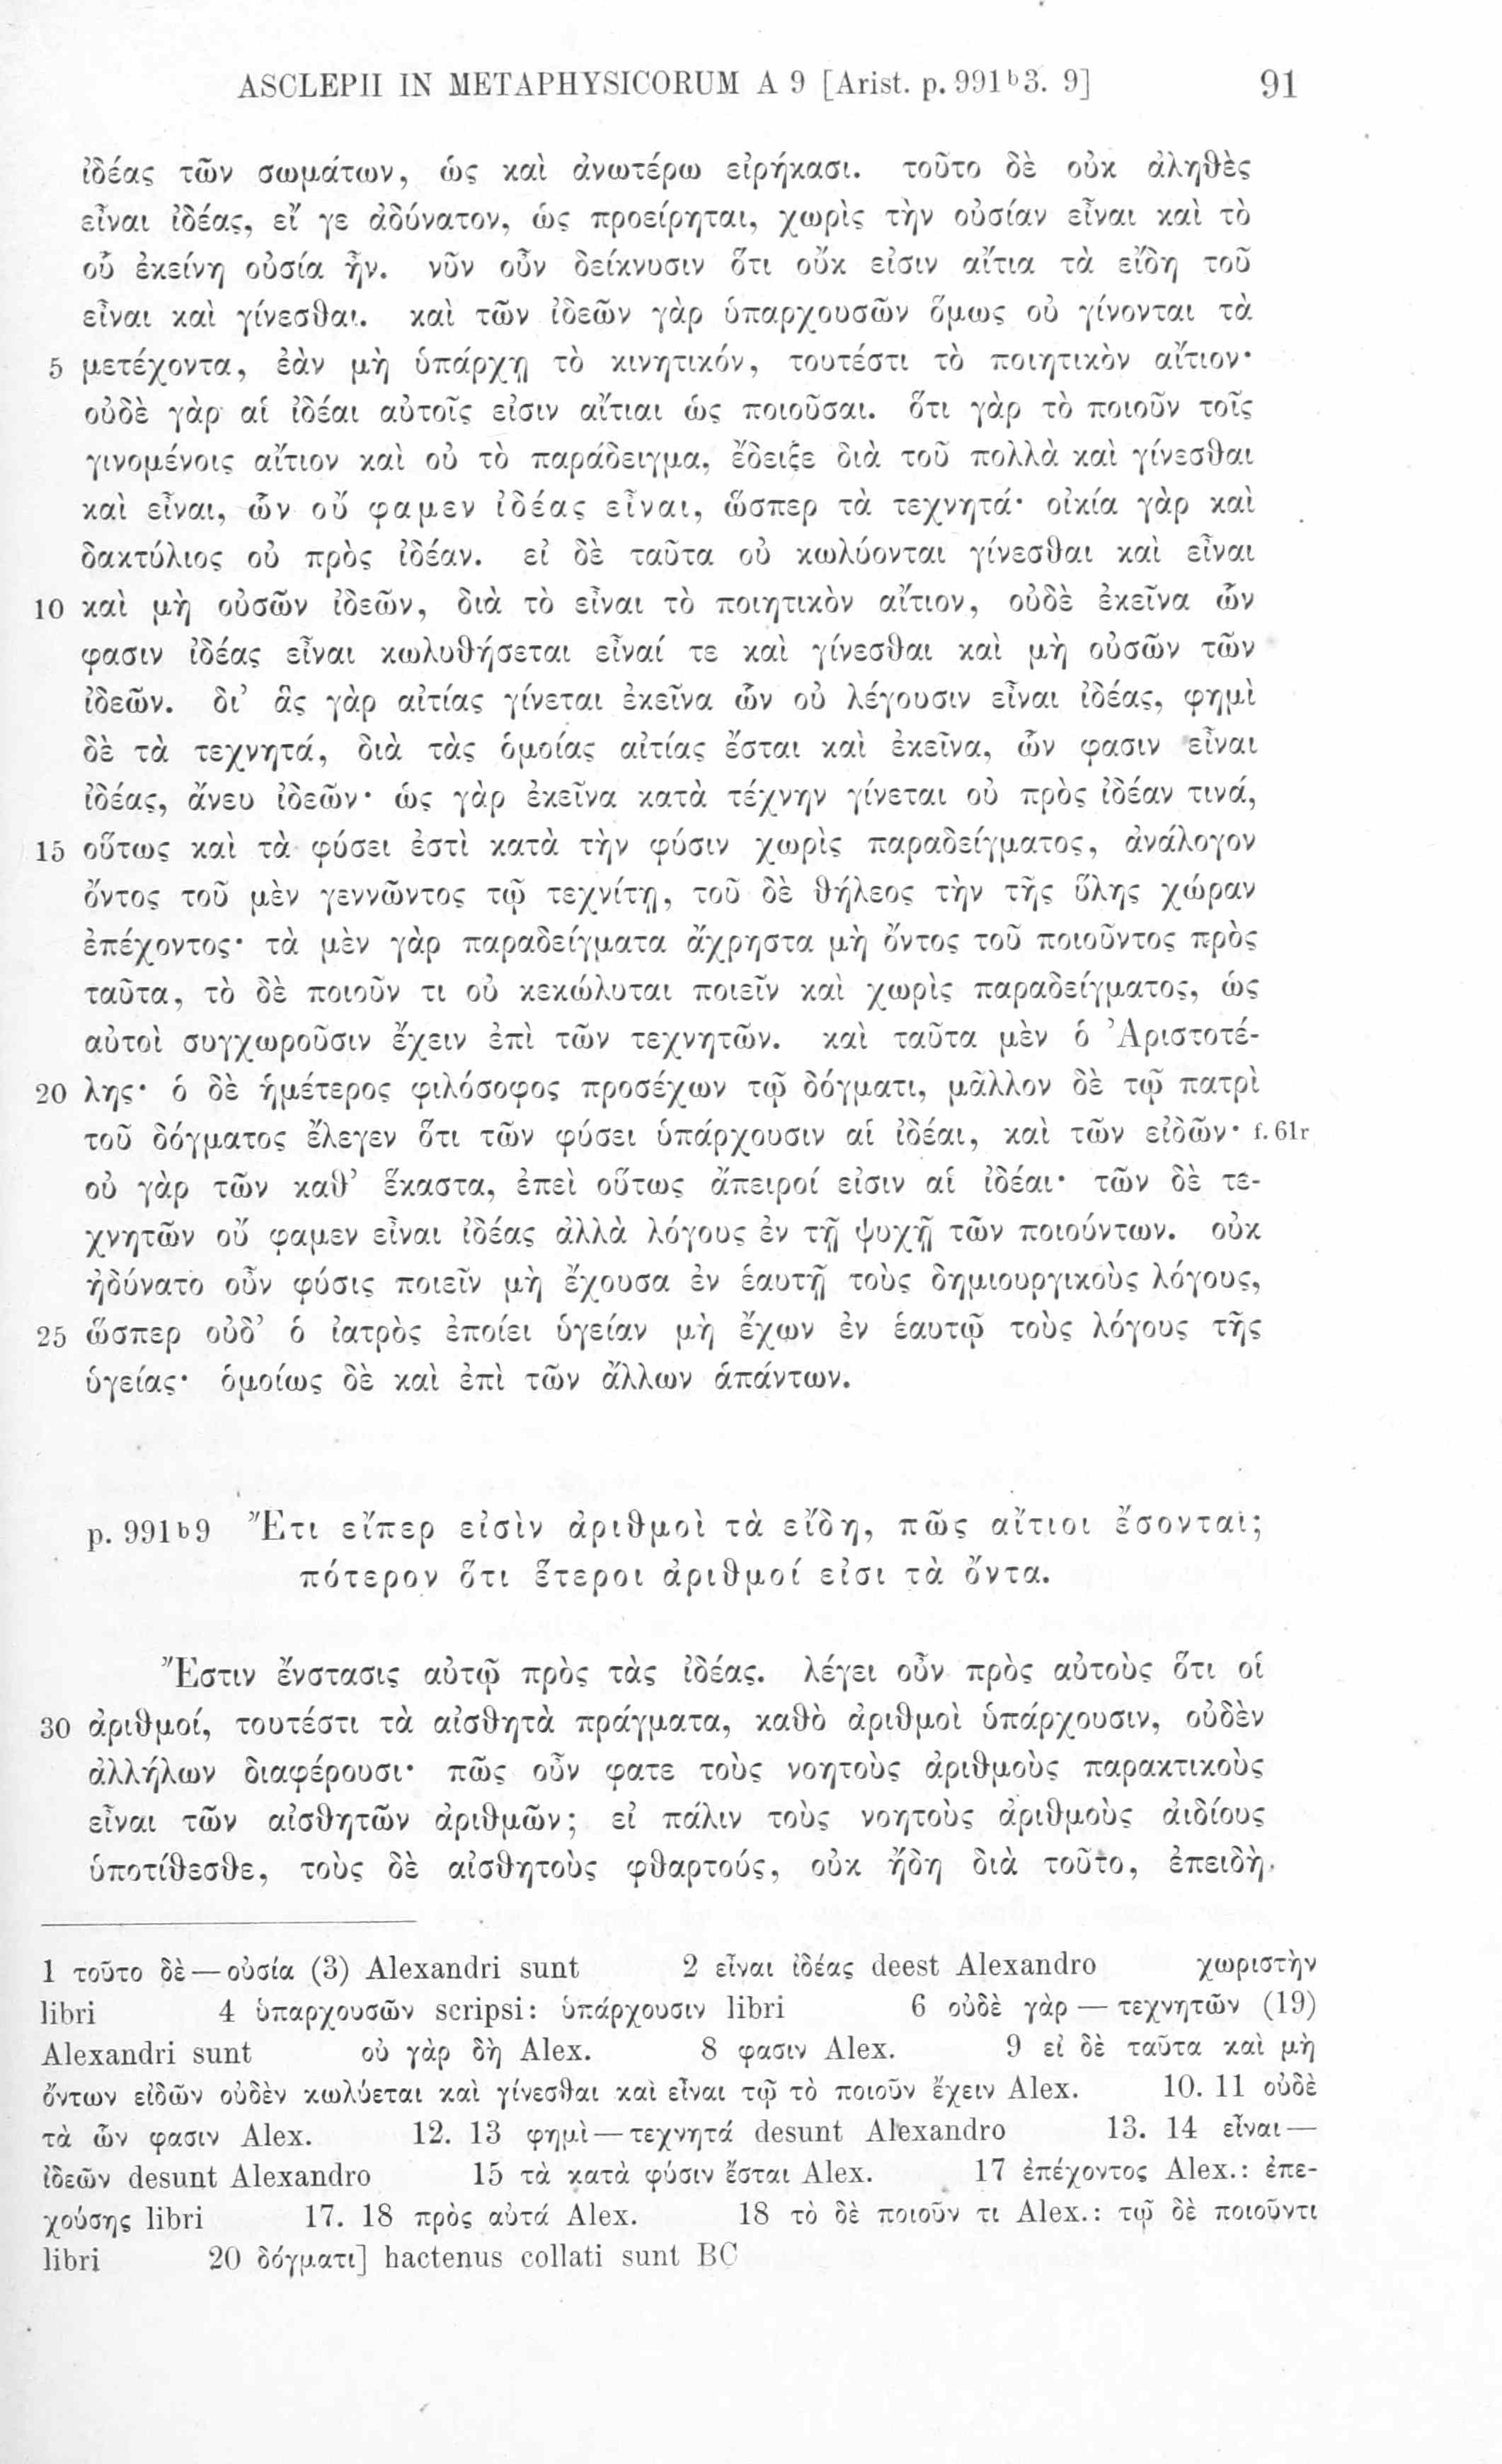 ASCLEPII IN METAPHYSICORUM A 9 [Arist. p. 991ᵇ3. 9] 91
ἰδέας τῶν σωμάτων, ὡς καὶ ἀνωτέρω εἰρήκασι. τοῦτο δὲ οὐκ ἀληθὲς
εἶναι ἰδέας, εἴ γε ἀδύνατον, ὡς προείρηται, χωρὶς τὴν οὐσίαν εἶναι καὶ τὸ
οὗ ἐκείνη οὐσία ἦν. νῦν οὖν δείκνυσιν ὅτι οὔκ εἰσιν αἴτια τὰ εἴδη τοῦ
εἶναι καὶ γίνεσθαι. καὶ τῶν ἰδεῶν γὰρ ὑπαρχουσῶν ὅμως οὐ γίνονται τὰ
5 μετέχοντα, ἐὰν μὴ ὑπάρχῃ τὸ κινητικόν, τουτέστι τὸ ποιητικὸν αἴτιον·
οὐδὲ γὰρ αἱ ἰδέαι αὐτοῖς εἰσιν αἴτιαι ὡς ποιοῦσαι. ὅτι γὰρ τὸ ποιοῦν τοῖς
γινομένοις αἴτιον καὶ οὐ τὸ παράδειγμα, ἔδειξε διὰ τοῦ πολλὰ καὶ γίνεσθαι
καὶ εἶναι, ὧν οὔ φαμεν ἰδέας εἶναι, ὥσπερ τὰ τεχνητά· οἰκία γὰρ καὶ
δακτύλιος οὐ πρὸς ἰδέαν. εἰ δὲ ταῦτα οὐ κωλύονται γίνεσθαι καὶ εἶναι
10 καὶ μὴ οὐσῶν ἰδεῶν, διὰ τὸ εἶναι τὸ ποιητικὸν αἴτιον, οὐδὲ ἐκεῖνα ὧν
φασιν ἰδέας εἶναι κωλυθήσεται εἶναί τε καὶ γίνεσθαι καὶ μὴ οὐσῶν τῶν
ἰδεῶν. δι’ ἃς γὰρ αἰτίας γίνεται ἐκεῖνα ὧν οὐ λέγουσιν εἶναι ἰδέας, φημὶ
δὲ τὰ τεχνητά, διὰ τὰς ὁμοίας αἰτίας ἔσται καὶ ἐκεῖνα, ὧν φασιν εἶναι
ἰδέας, ἄνευ ἰδεῶν· ὡς γὰρ ἐκεῖνα κατὰ τέχνην γίνεται οὐ πρὸς ἰδέαν τινά,
15 οὕτως καὶ τὰ φύσει ἐστὶ κατὰ τὴν φύσιν χωρὶς παραδείγματος, ἀνάλογον
ὄντος τοῦ μὲν γεννῶντος τῷ τεχνίτῃ, τοῦ δὲ θήλεος τὴν τῆς ὕλης χώραν
ἐπέχοντος· τὰ μὲν γὰρ παραδείγματα ἄχρηστα μὴ ὄντος τοῦ ποιοῦντος πρὸς
ταῦτα, τὸ δὲ ποιοῦν τι οὐ κεκώλυται ποιεῖν καὶ χωρὶς παραδείγματος, ὡς
αὐτοὶ συγχωροῦσιν ἔχειν ἐπὶ τῶν τεχνητῶν. καὶ ταῦτα μὲν ὁ Ἀριστοτέ-
20 λης· ὁ δὲ ἡμέτερος φιλόσοφος προσέχων τῷ δόγματι, μᾶλλον δὲ τῷ πατρὶ
τοῦ δόγματος ἔλεγεν ὅτι τῶν φύσει ὑπάρχουσιν αἱ ἰδέαι, καὶ τῶν εἰδῶν· f. 61r
οὐ γὰρ τῶν καθ’ ἕκαστα, ἐπεὶ οὕτως ἄπειροί εἰσιν αἱ ἰδέαι· τῶν δὲ τε-
χνητῶν οὔ φαμεν εἶναι ἰδέας ἀλλὰ λόγους ἐν τῇ ψυχῇ τῶν ποιούντων. οὐκ
ἠδύνατο οὖν φύσις ποιεῖν μὴ ἔχουσα ἐν ἑαυτῇ τοὺς δημιουργικοὺς λόγους,
25 ὥσπερ οὐδ’ ὁ ἰατρὸς ἐποίει ὑγείαν μὴ ἔχων ἐν ἑαυτῷ τοὺς λόγους τῆς
ὑγείας· ὁμοίως δὲ καὶ ἐπὶ τῶν ἄλλων ἁπάντων.
p. 991ᵇ9 Ἔτι εἴπερ εἰσὶν ἀριθμοὶ τὰ εἴδη, πῶς αἴτιοι ἔσονται;
πότερον ὅτι ἕτεροι ἀριθμοί εἰσι τὰ ὄντα.
Ἔστιν ἔνστασις αὐτῷ πρὸς τὰς ἰδέας. λέγει οὖν πρὸς αὐτοὺς ὅτι οἱ
30 ἀριθμοί, τουτέστι τὰ αἰσθητὰ πράγματα, καθὸ ἀριθμοὶ ὑπάρχουσιν, οὐδὲν
ἀλλήλων διαφέρουσι· πῶς οὖν φατε τοὺς νοητοὺς ἀριθμοὺς παρακτικοὺς
εἶναι τῶν αἰσθητῶν ἀριθμῶν; εἰ πάλιν τοὺς νοητοὺς ἀριθμοὺς ἀιδίους
ὑποτίθεσθε, τοὺς δὲ αἰσθητοὺς φθαρτούς, οὐκ ἤδη διὰ τοῦτο, ἐπειδὴ
1 τοῦτο δὲ — οὐσία (3) Alexandri sunt 2 εἶναι ἰδέας deest Alexandro χωριστὴν
libri 4 ὑπαρχουσῶν scripsi: ὑπάρχουσιν libri 6 οὐδὲ γὰρ — τεχνητῶν (19)
Alexandri sunt οὐ γὰρ δὴ Alex. 8 φασιν Alex. 9 εἰ δὲ ταῦτα καὶ μὴ
ὄντων εἰδῶν οὐδὲν κωλύεται καὶ γίνεσθαι καὶ εἶναι τῷ τὸ ποιοῦν ἔχειν Alex. 10. 11 οὐδὲ
τὰ ὧν φασιν Alex. 12. 13 φημὶ — τεχνητά desunt Alexandro 13. 14 εἶναι —
ἰδεῶν desunt Alexandro 15 τὰ κατὰ φύσιν ἔσται Alex. 17 ἐπέχοντος Alex.: ἐπε-
χούσης libri 17. 18 πρὸς αὐτά Alex. 18 τὸ δὲ ποιοῦν τι Alex.: τῷ δὲ ποιοῦντι
libri 20 δόγματι] hactenus collati sunt BC